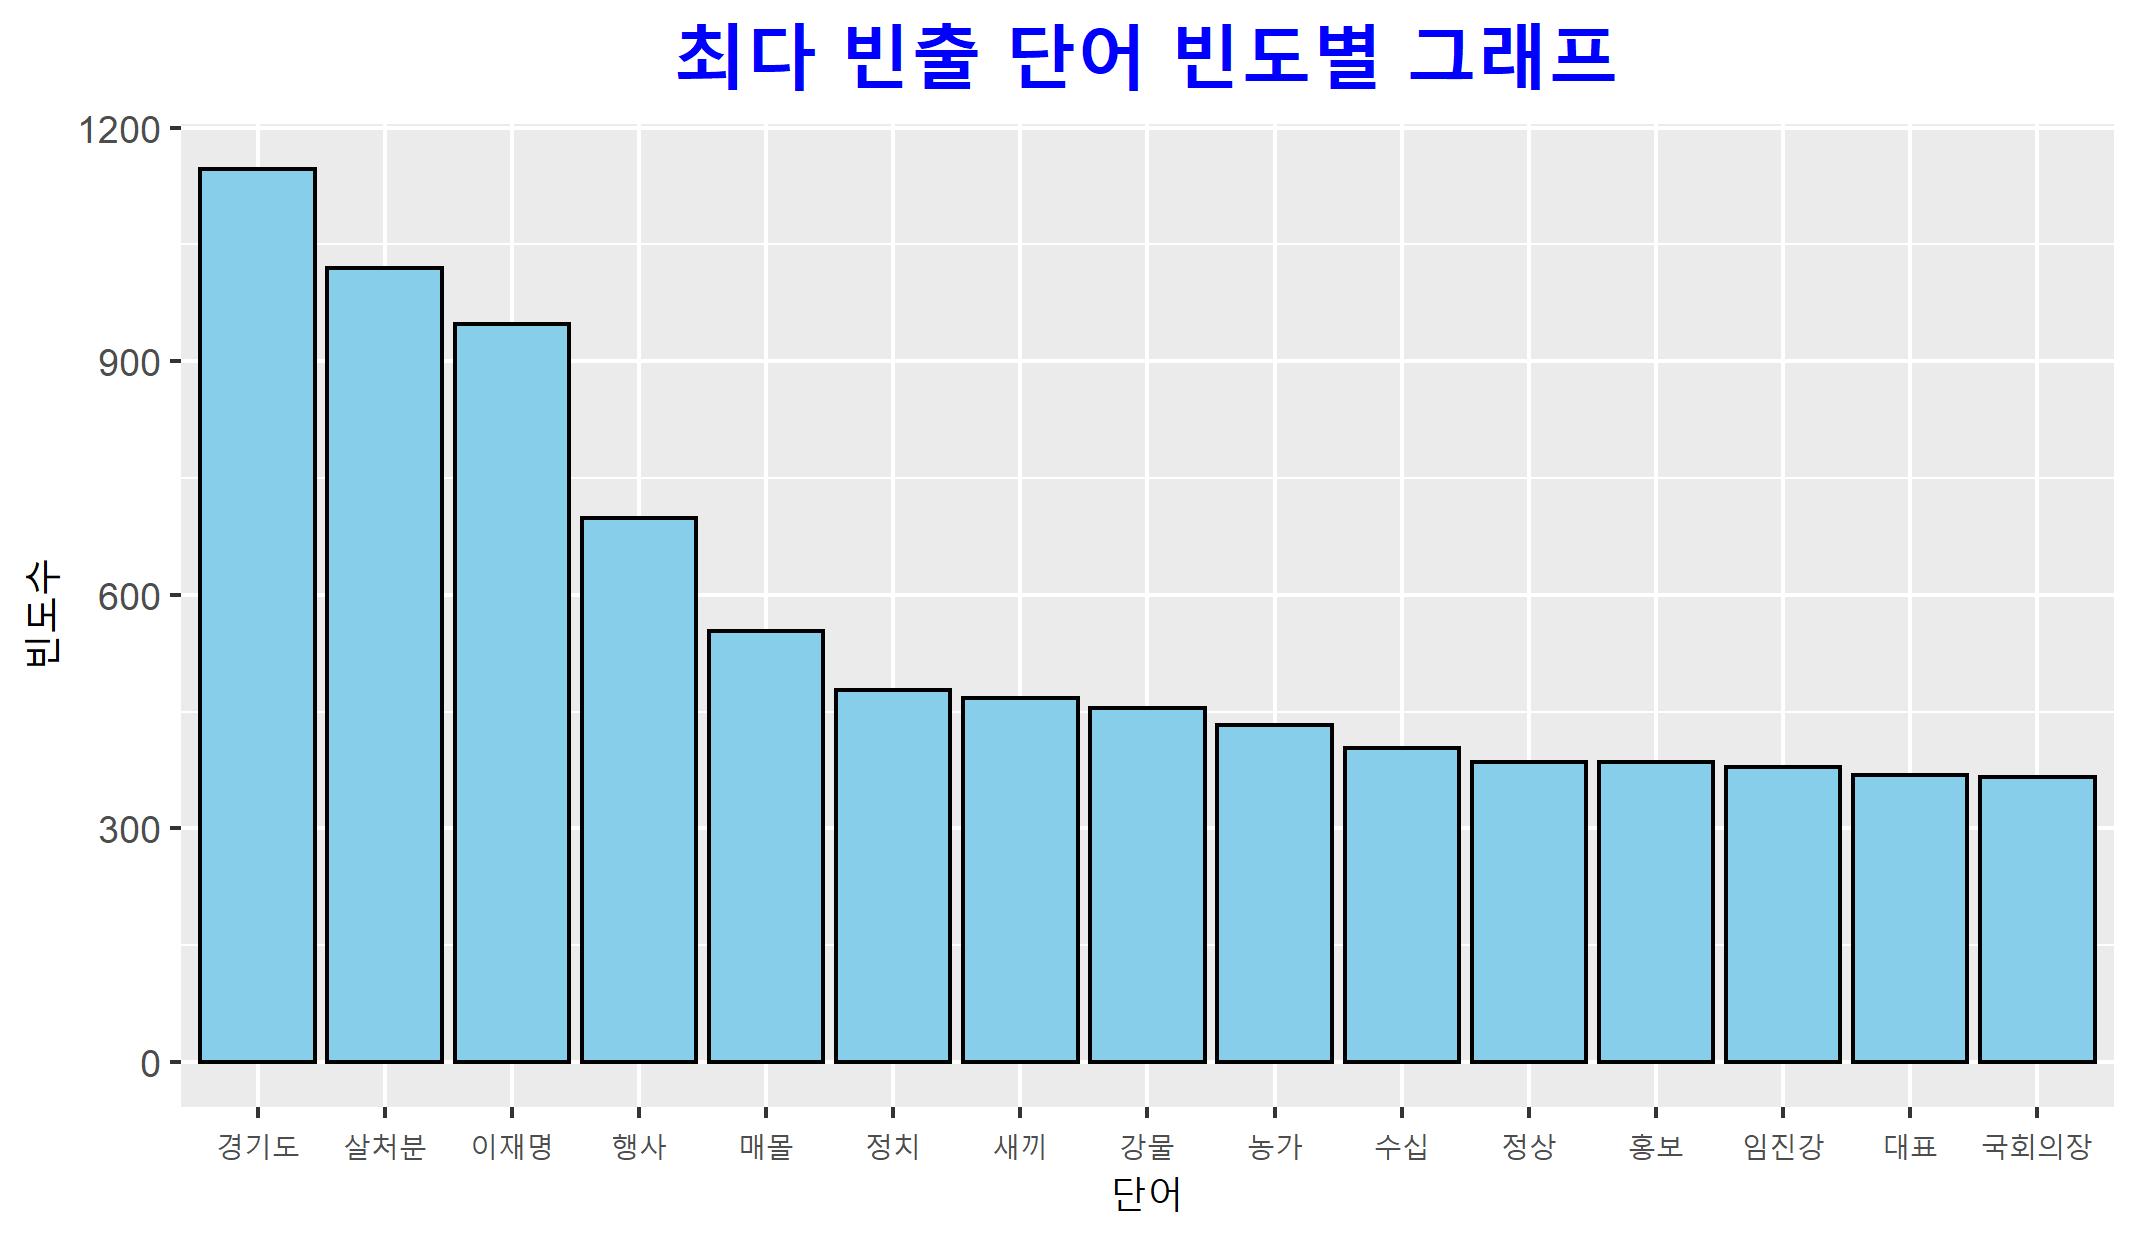 최다 빈출 단어 빈도별 그래프
1200
900
600
300
0
빈도수
경기도 살처분 이재명 행사 매몰 정치 새끼 강물 농가 수십 정상 홍보 임진강 대표 국회의장
단어